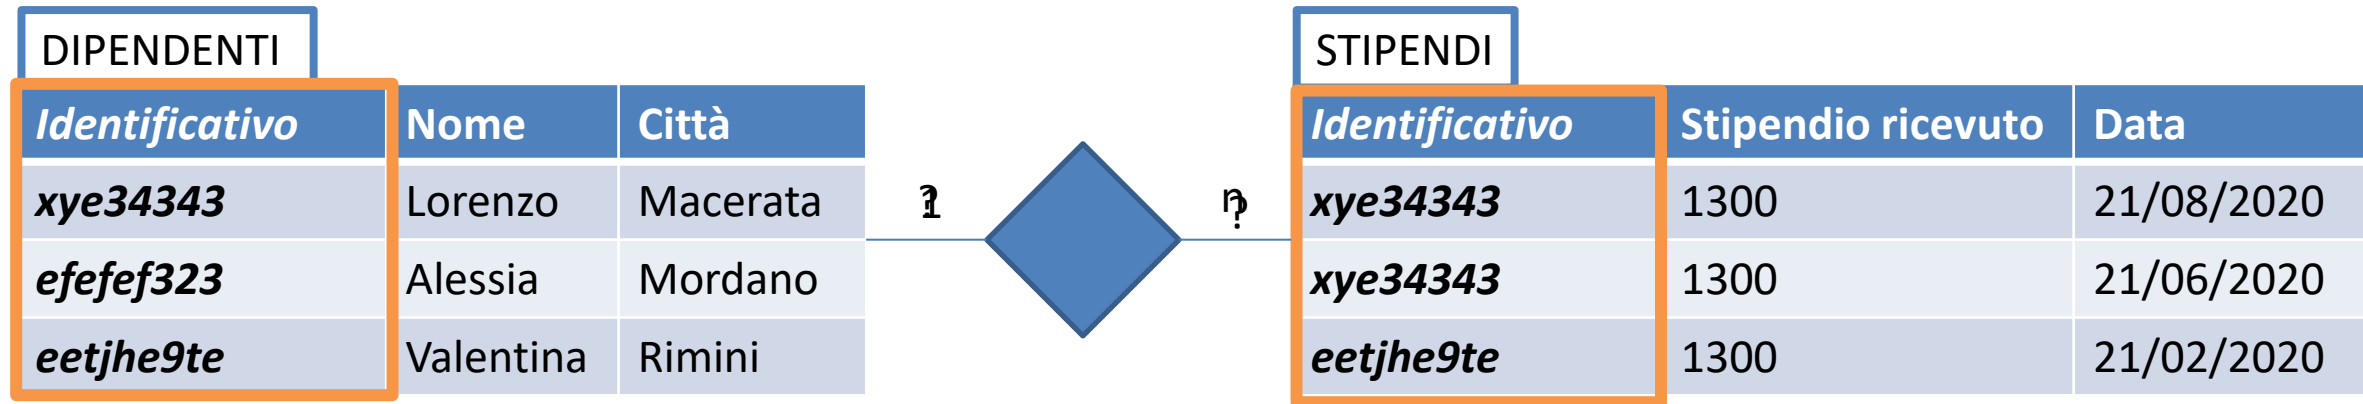 DIPENDENTI
STIPENDI
Identificativo Nome Città
Identificativo Stipendio ricevuto Data
xye34343 Lorenzo Macerata
efefef323 Alessia Mordano
eetjhe9te Valentina Rimini
? 1
n ?
xye34343 1300 21/08/2020
xye34343 1300 21/06/2020
eetjhe9te 1300 21/02/2020